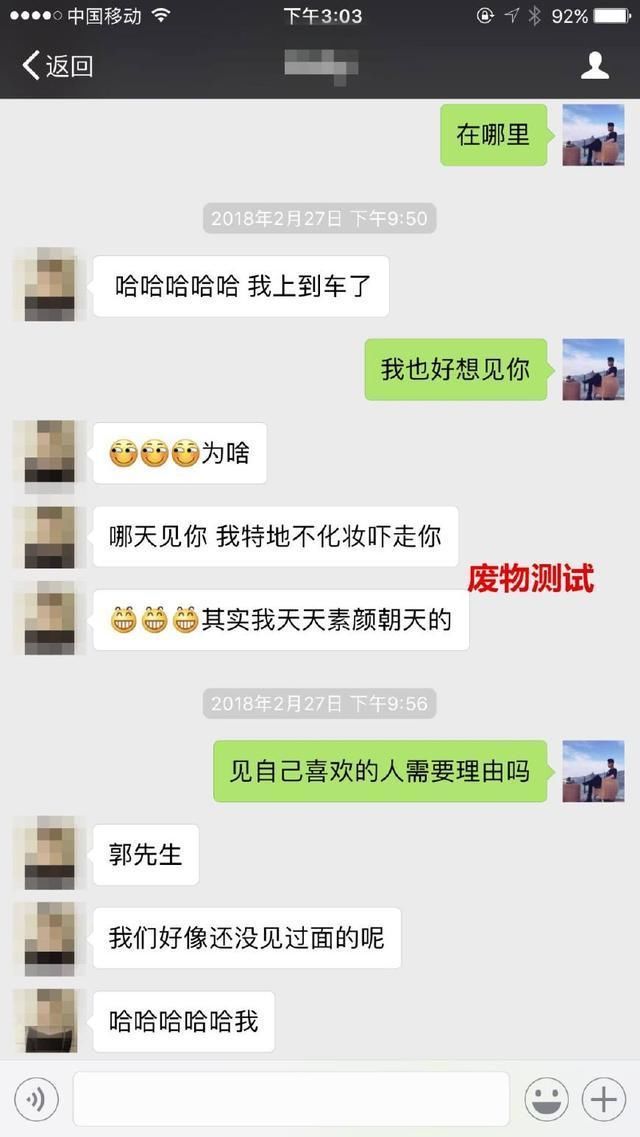 中国移动
下午3:03
92%
返回
在哪里
2018年2月27日 下午9:50
哈哈哈哈哈 我上到车了
我也好想见你
为啥
哪天见你 我特地不化妆吓走你
废物测试
其实我天天素颜朝天的
2018年2月27日 下午9:56
见自己喜欢的人需要理由吗
郭先生
我们好像还没见过面的呢
哈哈哈哈哈我